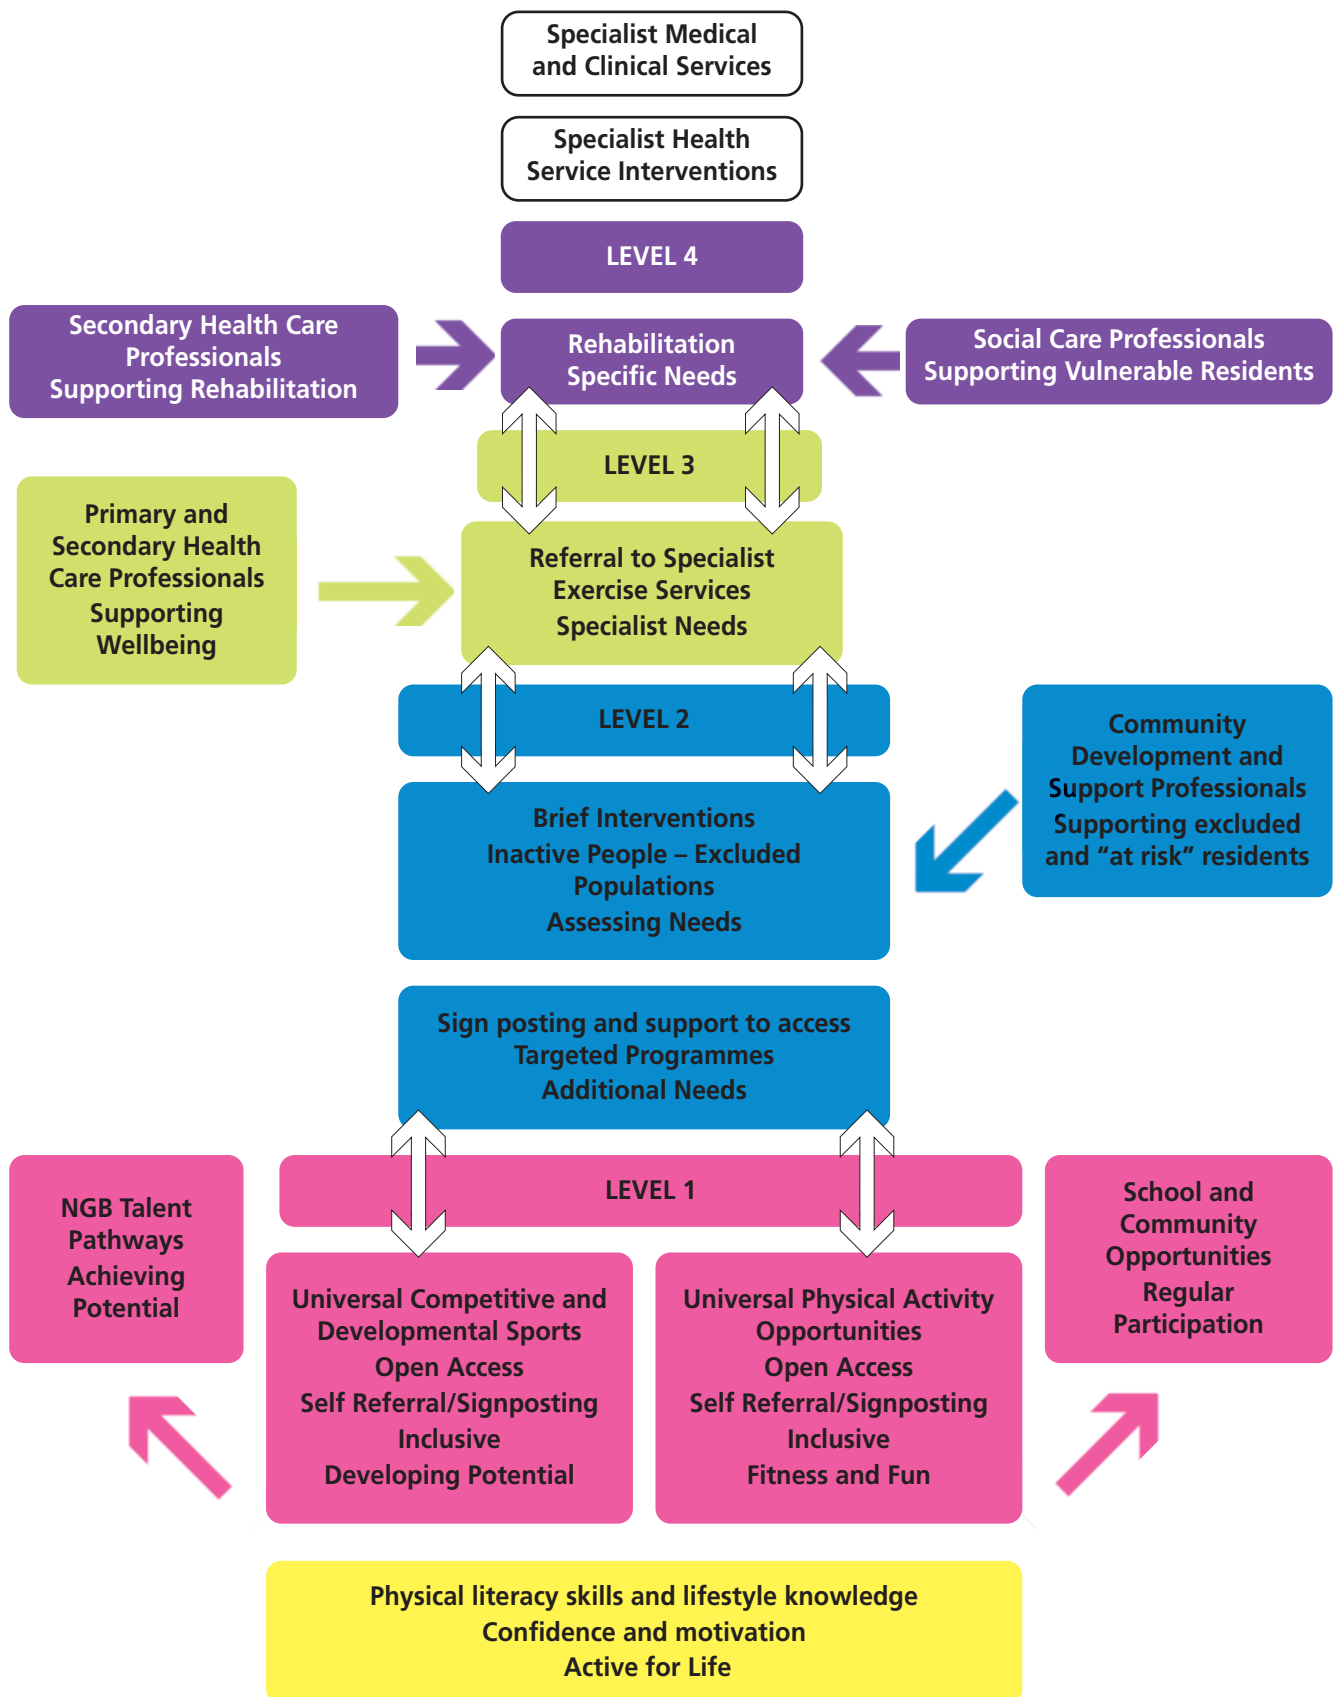 Specialist Medical
and Clinical Services
Specialist Health
Service Interventions
LEVEL 4
Secondary Health Care
Professionals
Supporting Rehabilitation
Rehabilitation
Specific Needs
Social Care Professionals
Supporting Vulnerable Residents
LEVEL 3
Primary and
Secondary Health
Care Professionals
Supporting
Wellbeing
Referral to Specialist
Exercise Services
Specialist Needs
LEVEL 2
Community
Development and
Support Professionals
Supporting excluded
and “at risk” residents
Brief Interventions
Inactive People – Excluded
Populations
Assessing Needs
Sign posting and support to access
Targeted Programmes
Additional Needs
LEVEL 1
NGB Talent
Pathways
Achieving
Potential
School and
Community
Opportunities
Regular
Participation
Universal Competitive and
Developmental Sports
Open Access
Self Referral/Signposting
Inclusive
Developing Potential
Universal Physical Activity
Opportunities
Open Access
Self Referral/Signposting
Inclusive
Fitness and Fun
Physical literacy skills and lifestyle knowledge
Confidence and motivation
Active for Life